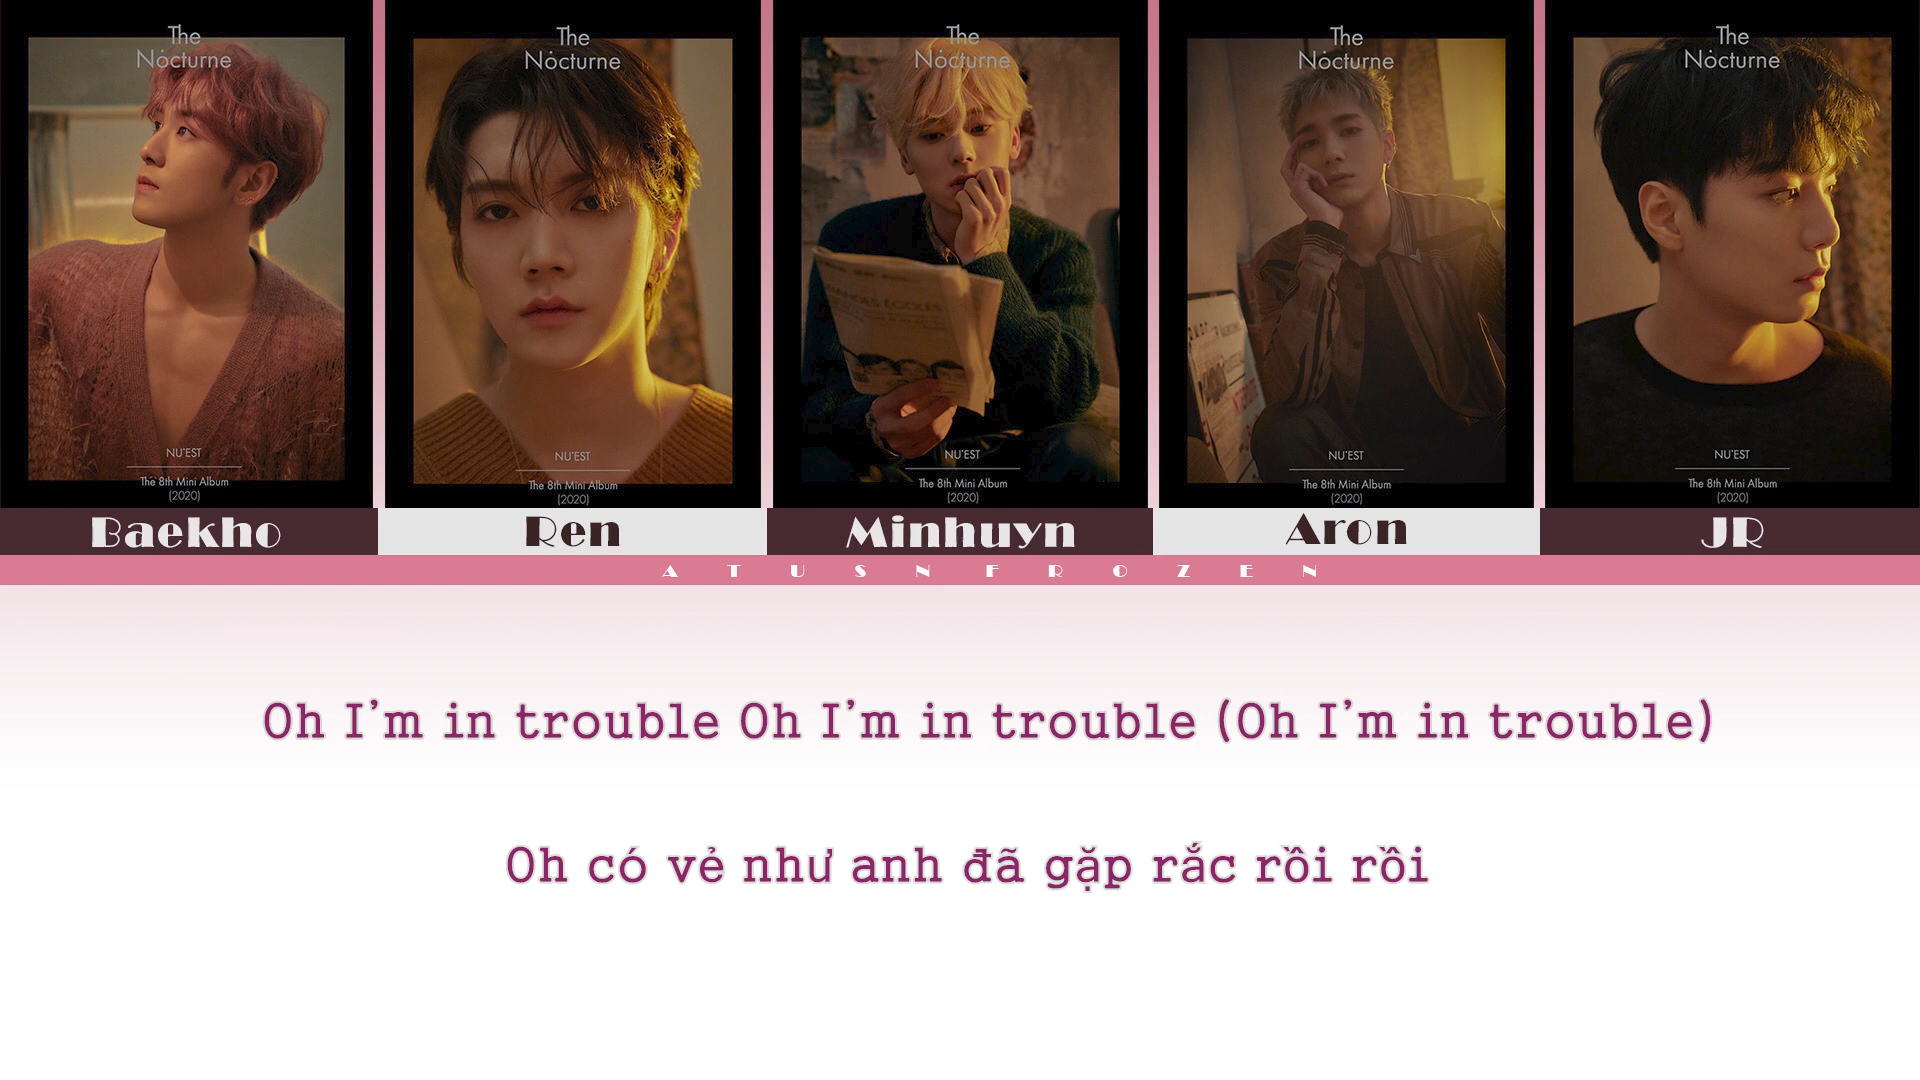 The
Nocturne
NU'EST
The 8th Mini Album
(2020)
Baekho
The
Nocturne
NU'EST
The 8th Mini Album
(2020)
Ren
The
Nocturne
NU'EST
The 8th Mini Album
(2020)
Minhuyn
The
Nocturne
NU'EST
The 8th Mini Album
(2020)
Aron
The
Nocturne
NU'EST
The 8th Mini Album
(2020)
JR
ATUSNFROZEN
Oh I'm in trouble Oh I'm in trouble (Oh I'm in trouble)
Oh có vẻ như anh đã gặp rắc rồi rồi